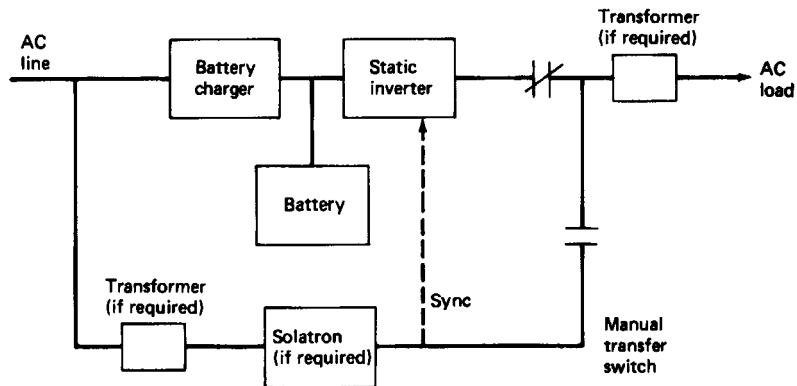 AC
line
Battery
charger
Static
inverter
Transformer
(if required)
AC
load
Battery
Transformer
(if required)
Solatron
(if required)
Sync
Manual
transfer
switch